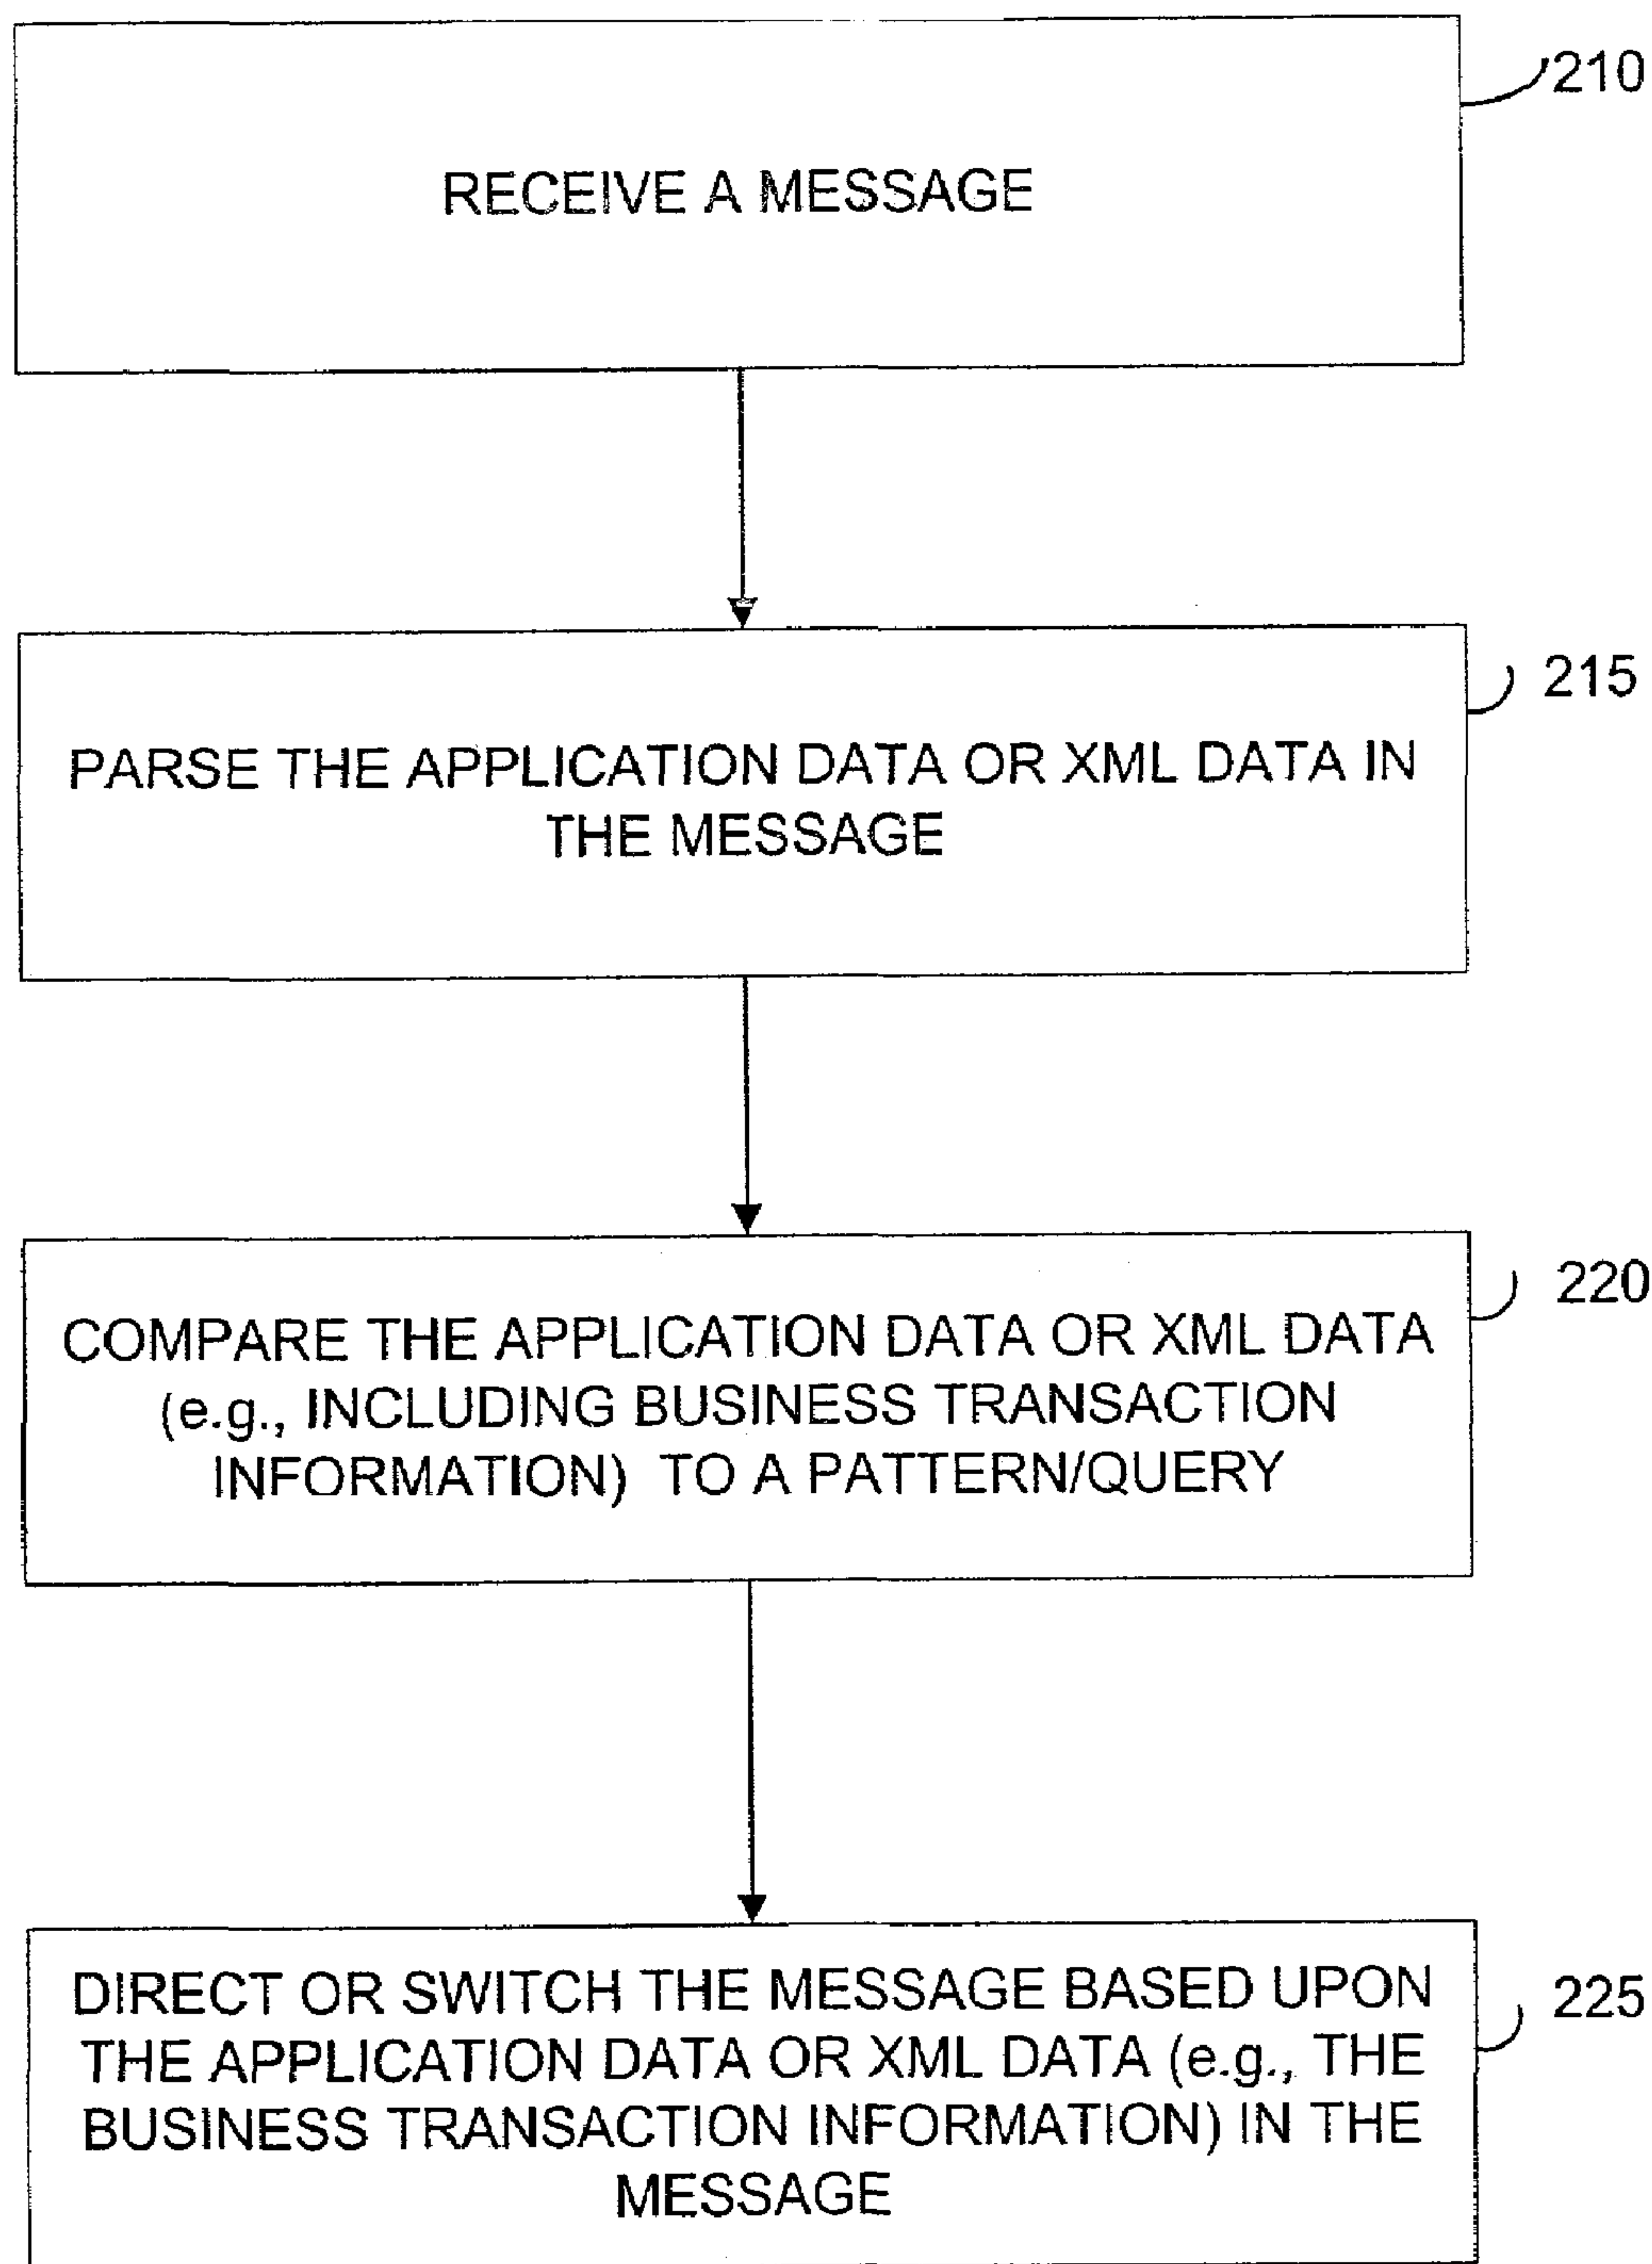 210
RECEIVE A MESSAGE
215
PARSE THE APPLICATION DATA OR XML DATA IN
THE MESSAGE
220
COMPARE THE APPLICATION DATA OR XML DATA
(e.g., INCLUDING BUSINESS TRANSACTION
INFORMATION) TO A PATTERN/QUERY
225
DIRECT OR SWITCH THE MESSAGE BASED UPON
THE APPLICATION DATA OR XML DATA (e.g., THE
BUSINESS TRANSACTION INFORMATION) IN THE
MESSAGE